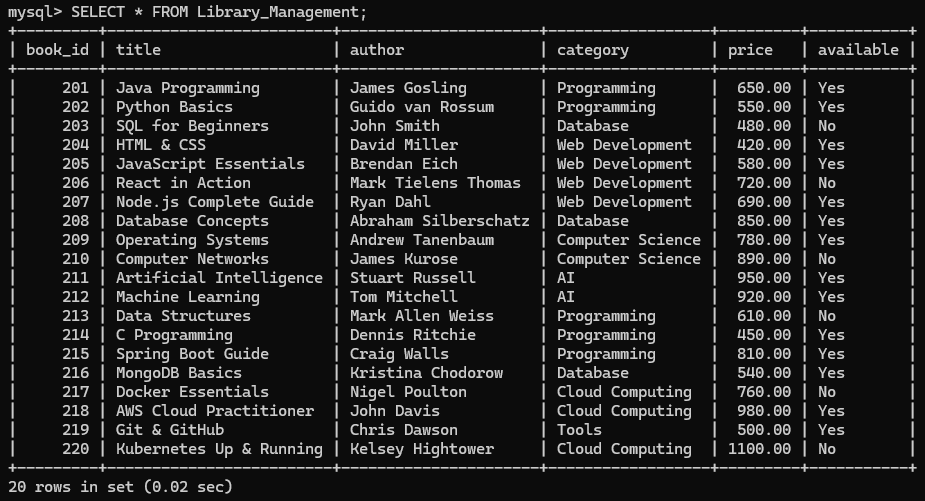 mysql> SELECT * FROM Library_Management;
+---------+-------------------------+----------------------+------------------+---------+-----------+
| book_id | title                   | author               | category         | price   | available |
+---------+-------------------------+----------------------+------------------+---------+-----------+
|     201 | Java Programming        | James Gosling        | Programming      |  650.00 | Yes       |
|     202 | Python Basics           | Guido van Rossum     | Programming      |  550.00 | Yes       |
|     203 | SQL for Beginners       | John Smith           | Database         |  480.00 | No        |
|     204 | HTML & CSS              | David Miller         | Web Development  |  420.00 | Yes       |
|     205 | JavaScript Essentials   | Brendan Eich         | Web Development  |  580.00 | Yes       |
|     206 | React in Action         | Mark Tielens Thomas  | Web Development  |  720.00 | No        |
|     207 | Node.js Complete Guide  | Ryan Dahl            | Web Development  |  690.00 | Yes       |
|     208 | Database Concepts       | Abraham Silberschatz | Database         |  850.00 | Yes       |
|     209 | Operating Systems       | Andrew Tanenbaum     | Computer Science |  780.00 | Yes       |
|     210 | Computer Networks       | James Kurose         | Computer Science |  890.00 | No        |
|     211 | Artificial Intelligence | Stuart Russell       | AI               |  950.00 | Yes       |
|     212 | Machine Learning        | Tom Mitchell         | AI               |  920.00 | Yes       |
|     213 | Data Structures         | Mark Allen Weiss     | Programming      |  610.00 | No        |
|     214 | C Programming           | Dennis Ritchie       | Programming      |  450.00 | Yes       |
|     215 | Spring Boot Guide       | Craig Walls          | Programming      |  810.00 | Yes       |
|     216 | MongoDB Basics          | Kristina Chodorow    | Database         |  540.00 | Yes       |
|     217 | Docker Essentials       | Nigel Poulton        | Cloud Computing  |  760.00 | No        |
|     218 | AWS Cloud Practitioner  | John Davis           | Cloud Computing  |  980.00 | Yes       |
|     219 | Git & GitHub            | Chris Dawson         | Tools            |  500.00 | Yes       |
|     220 | Kubernetes Up & Running | Kelsey Hightower     | Cloud Computing  | 1100.00 | No        |
+---------+-------------------------+----------------------+------------------+---------+-----------+
20 rows in set (0.02 sec)